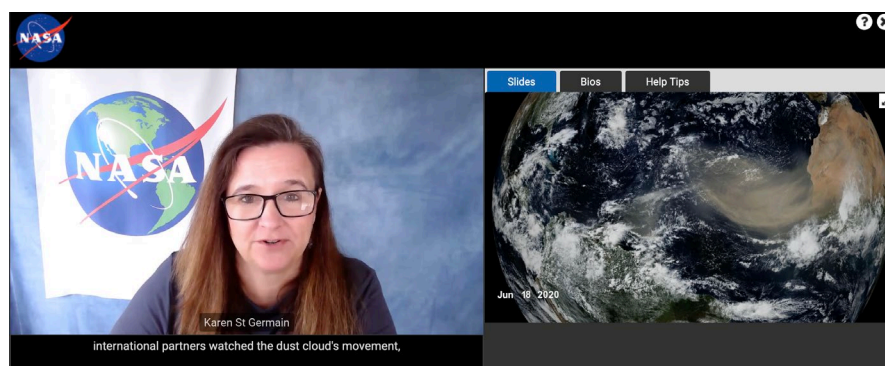 NASA
?
Slides
Bios
Help Tips
NASA
Jun 18 2020
Karen St Germain
international partners watched the dust cloud's movement,